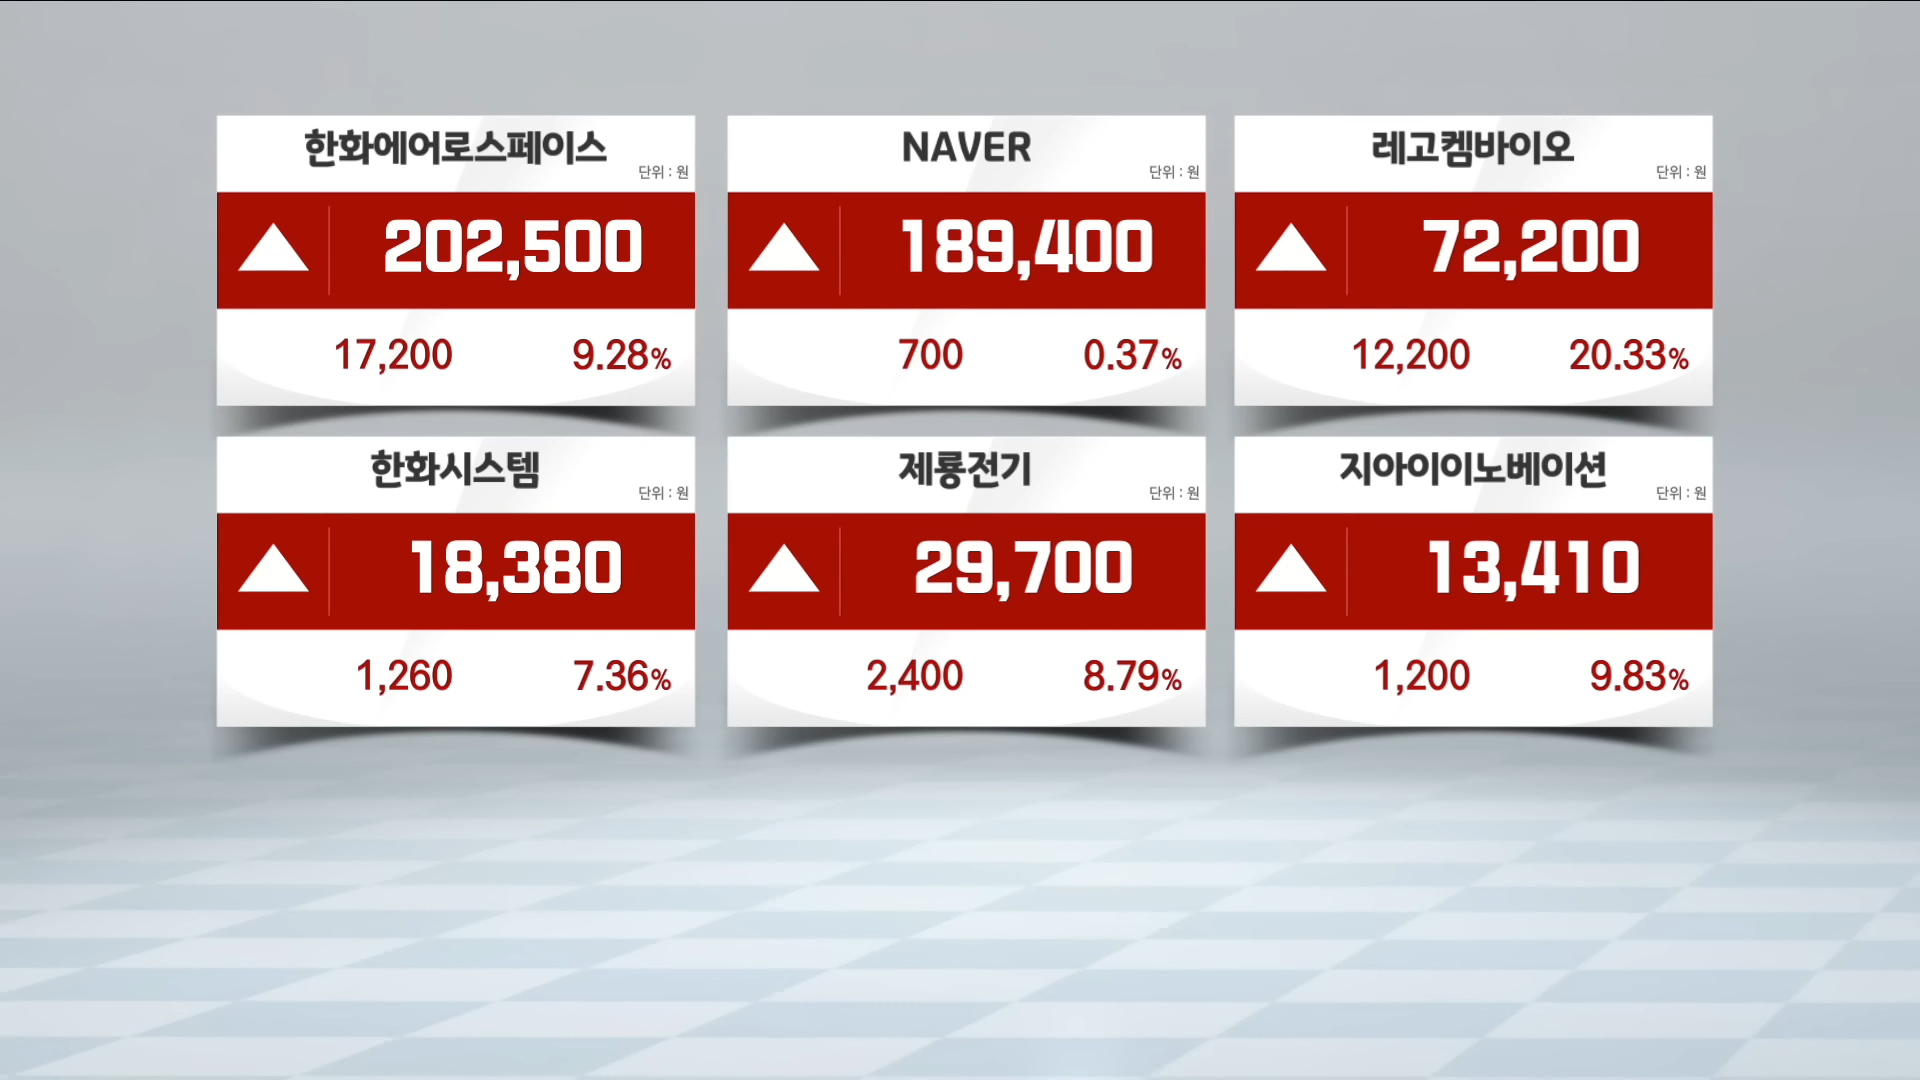 한화에어로스페이스
단위 : 원
202,500
17,200 9.28%
NAVER
단위 : 원
189,400
700 0.37%
레고켐바이오
단위 : 원
72,200
12,200 20.33%
한화시스템
단위 : 원
18,380
1,260 7.36%
제룡전기
단위 : 원
29,700
2,400 8.79%
지아이이노베이션
단위 : 원
13,410
1,200 9.83%